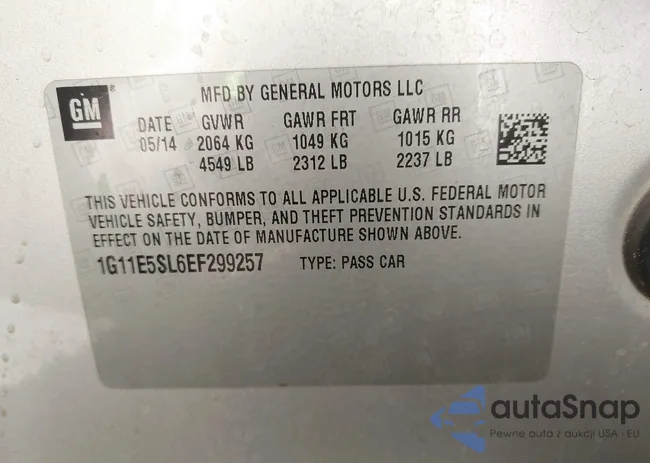 GM
MFD BY GENERAL MOTORS LLC
DATE GVWR GAWR FRT GAWR RR
05/14 2064 KG 1049 KG 1015 KG
4549 LB 2312 LB 2237 LB
THIS VEHICLE CONFORMS TO ALL APPLICABLE U.S. FEDERAL MOTOR
VEHICLE SAFETY, BUMPER, AND THEFT PREVENTION STANDARDS IN
EFFECT ON THE DATE OF MANUFACTURE SHOWN ABOVE.
1G11E5SL6EF299257 TYPE: PASS CAR
autaSnap
Pewne auta z aukcji USA - EU